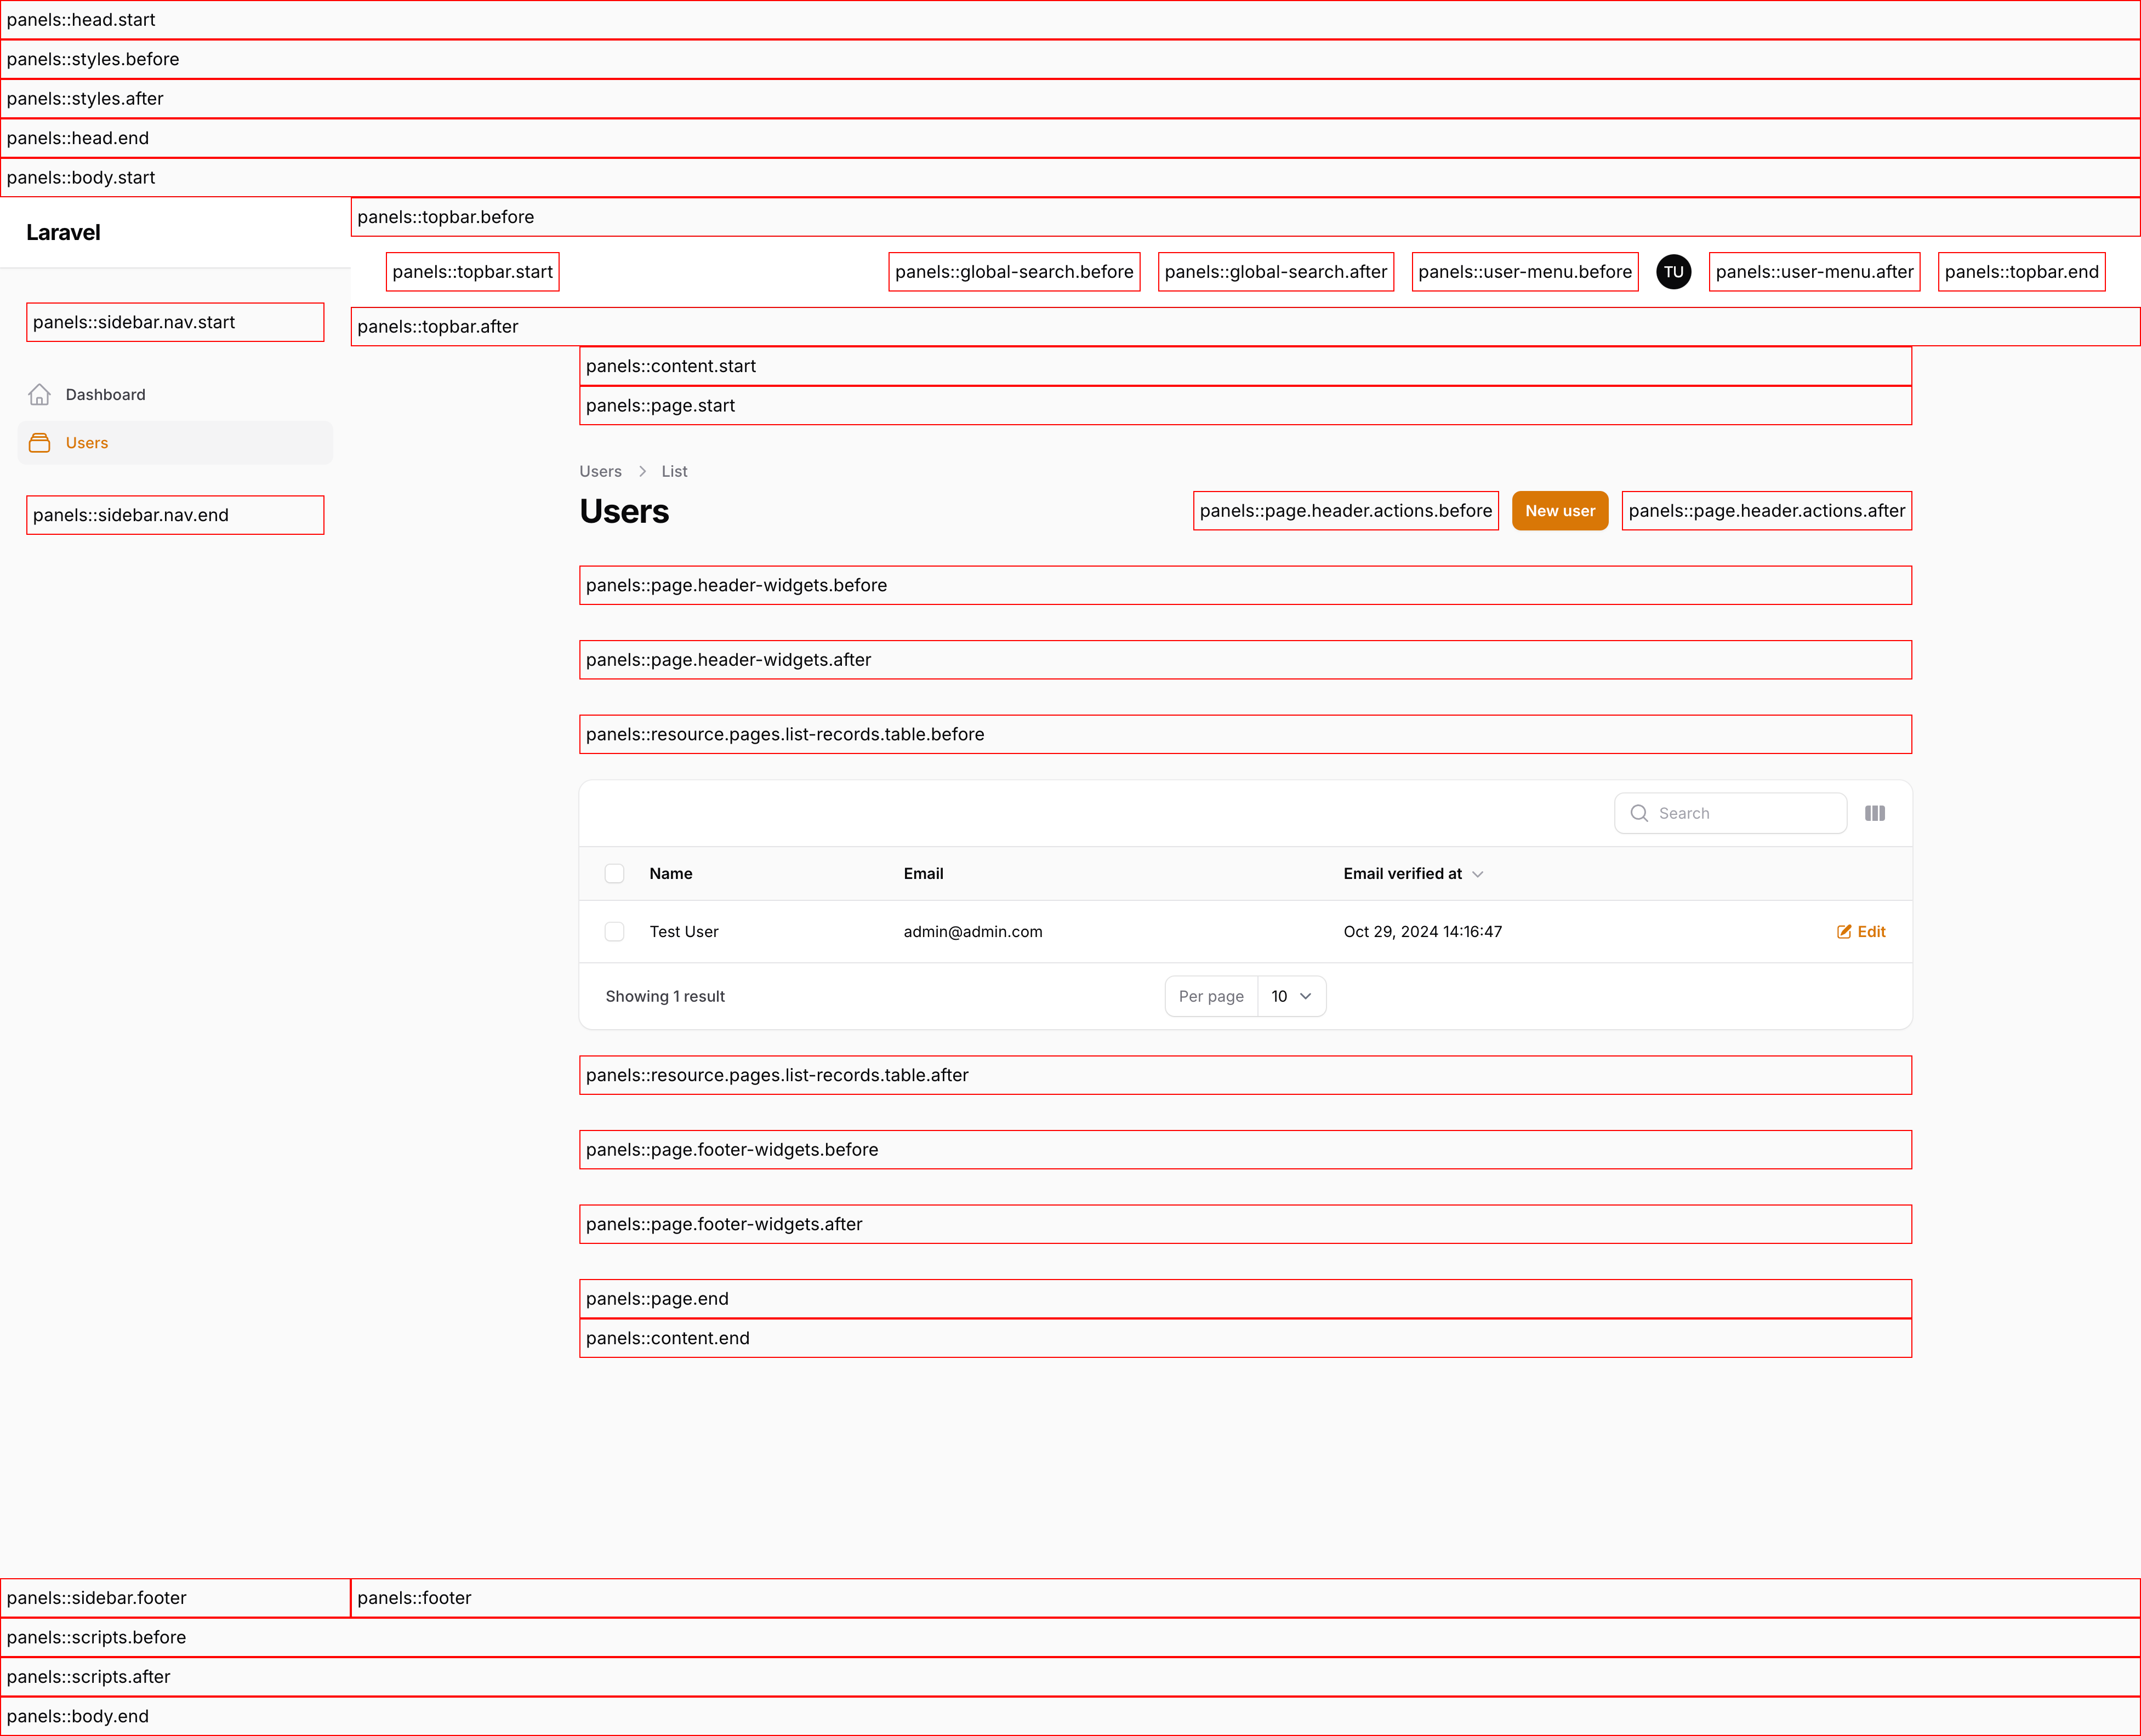 panels::head.start
panels::styles.before
panels::styles.after
panels::head.end
panels::body.start
Laravel
panels::sidebar.nav.start
Dashboard
Users
panels::sidebar.nav.end
panels::topbar.before
panels::topbar.start panels::global-search.before panels::global-search.after panels::user-menu.before TU panels::user-menu.after panels::topbar.end
panels::topbar.after
panels::content.start
panels::page.start
Users > List
Users panels::page.header.actions.before New user panels::page.header.actions.after
panels::page.header-widgets.before
panels::page.header-widgets.after
panels::resource.pages.list-records.table.before
Search
Name Email Email verified at
Test User admin@admin.com Oct 29, 2024 14:16:47 Edit
Showing 1 result Per page 10
panels::resource.pages.list-records.table.after
panels::page.footer-widgets.before
panels::page.footer-widgets.after
panels::page.end
panels::content.end
panels::sidebar.footer panels::footer
panels::scripts.before
panels::scripts.after
panels::body.end